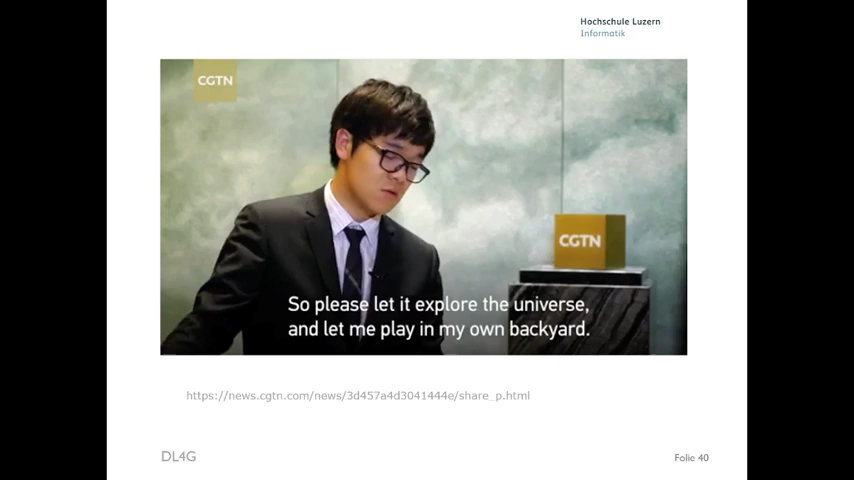 Hochschule Luzern
Informatik
CGTN
CGTN
So please let it explore the universe,
and let me play in my own backyard.
https://news.cgtn.com/news/3d457a4d3041444e/share_p.html
DL4G
Folie 40